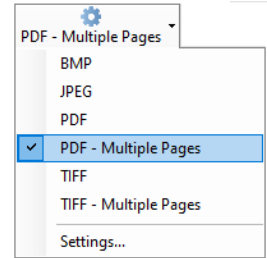 PDF - Multiple Pages
BMP
JPEG
PDF
PDF - Multiple Pages
TIFF
TIFF - Multiple Pages
Settings...